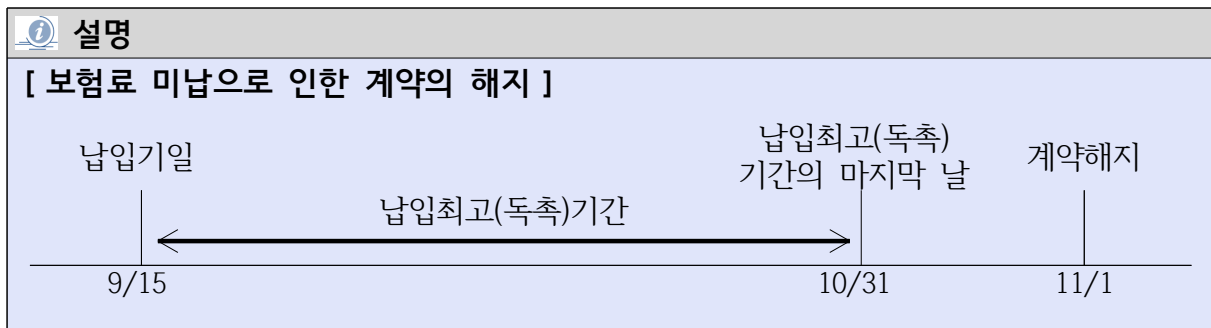 설명
[ 보험료 미납으로 인한 계약의 해지 ]
납입기일
납입최고(독촉)
기간의 마지막 날
계약해지
납입최고(독촉)기간
9/15
10/31
11/1